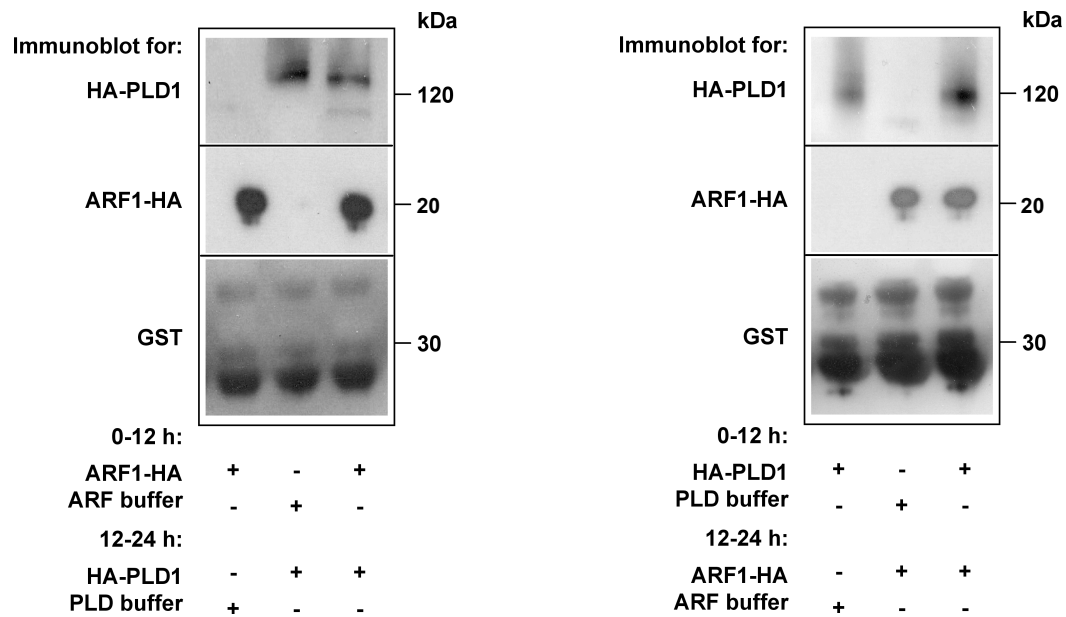 kDa
Immunoblot for:
HA-PLD1
120
ARF1-HA
20
GST
30
0-12 h:
ARF1-HA + - +
ARF buffer - + -
12-24 h:
HA-PLD1 - + +
PLD buffer + - -
kDa
Immunoblot for:
HA-PLD1
120
ARF1-HA
20
GST
30
0-12 h:
HA-PLD1 + - +
PLD buffer - + -
12-24 h:
ARF1-HA - + +
ARF buffer + - -